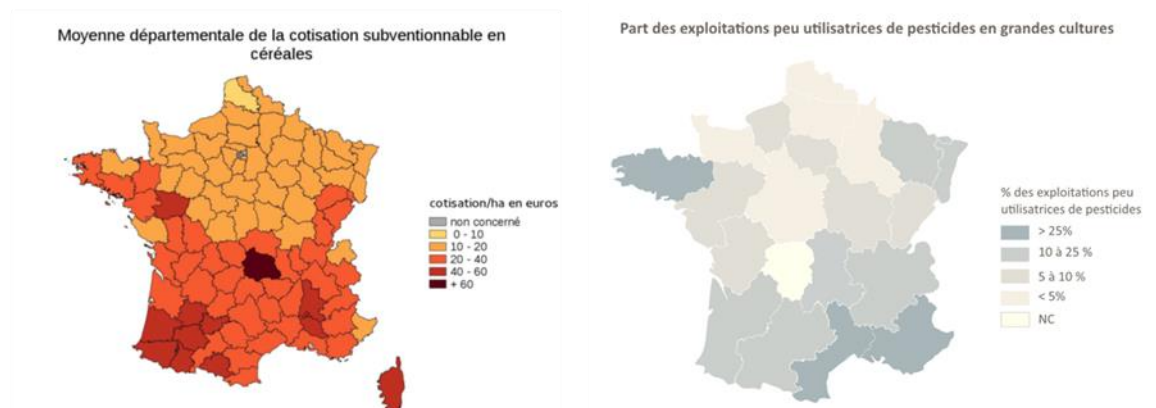 Moyenne départementale de la cotisation subventionnable en
céréales
cotisation/ha en euros
non concerné
0 - 10
10 - 20
20 - 40
40 - 60
+ 60
Part des exploitations peu utilisatrices de pesticides en grandes cultures
% des exploitations peu
utilisatrices de pesticides
> 25%
10 à 25 %
5 à 10 %
< 5%
NC